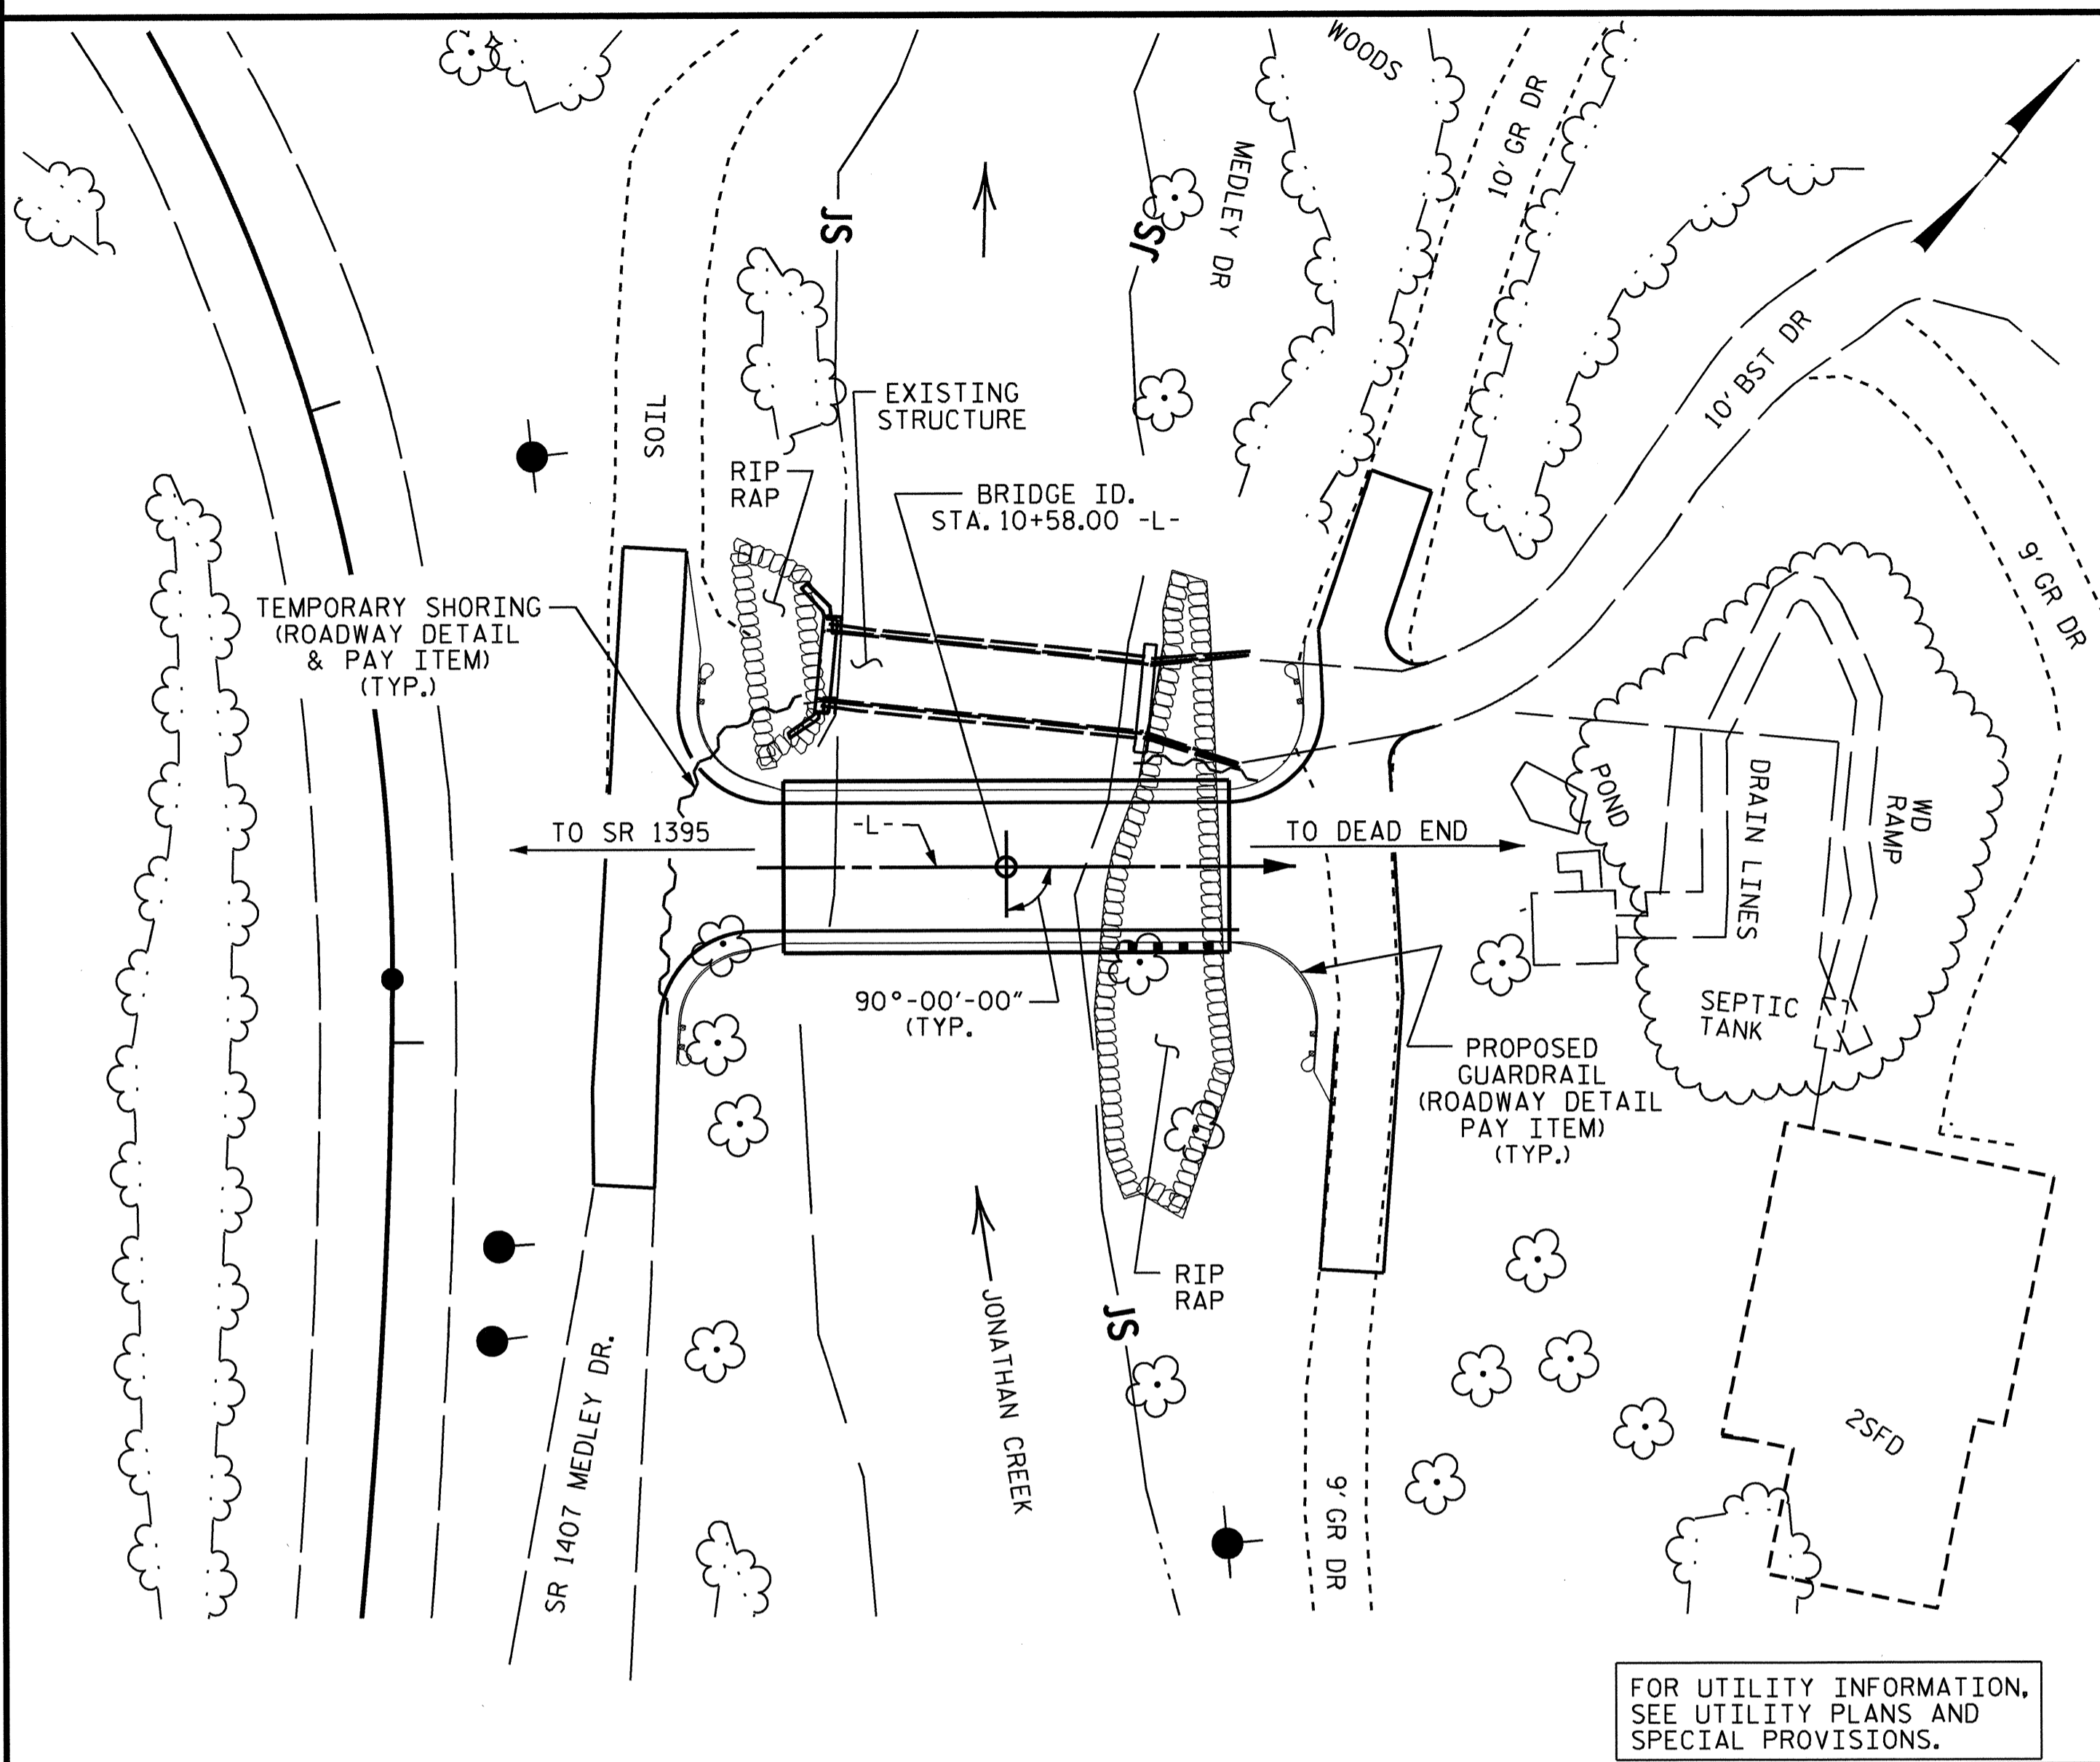 WOODS
10' GR DR
MEDLEY DR
JS
JS
10' BST DR
EXISTING
STRUCTURE
SOIL
RIP
RAP
BRIDGE ID.
STA. 10+58.00 -L-
9' GR DR
TEMPORARY SHORING
(ROADWAY DETAIL
& PAY ITEM)
(TYP.)
POND
DRAIN LINES
WD
RAMP
TO SR 1395
-L-
TO DEAD END
90°-00'-00"
(TYP.
SEPTIC
TANK
PROPOSED
GUARDRAIL
(ROADWAY DETAIL
PAY ITEM)
(TYP.)
RIP
RAP
JS
JONATHAN CREEK
SR 1407 MEDLEY DR.
9' GR DR
2SFD
FOR UTILITY INFORMATION,
SEE UTILITY PLANS AND
SPECIAL PROVISIONS.